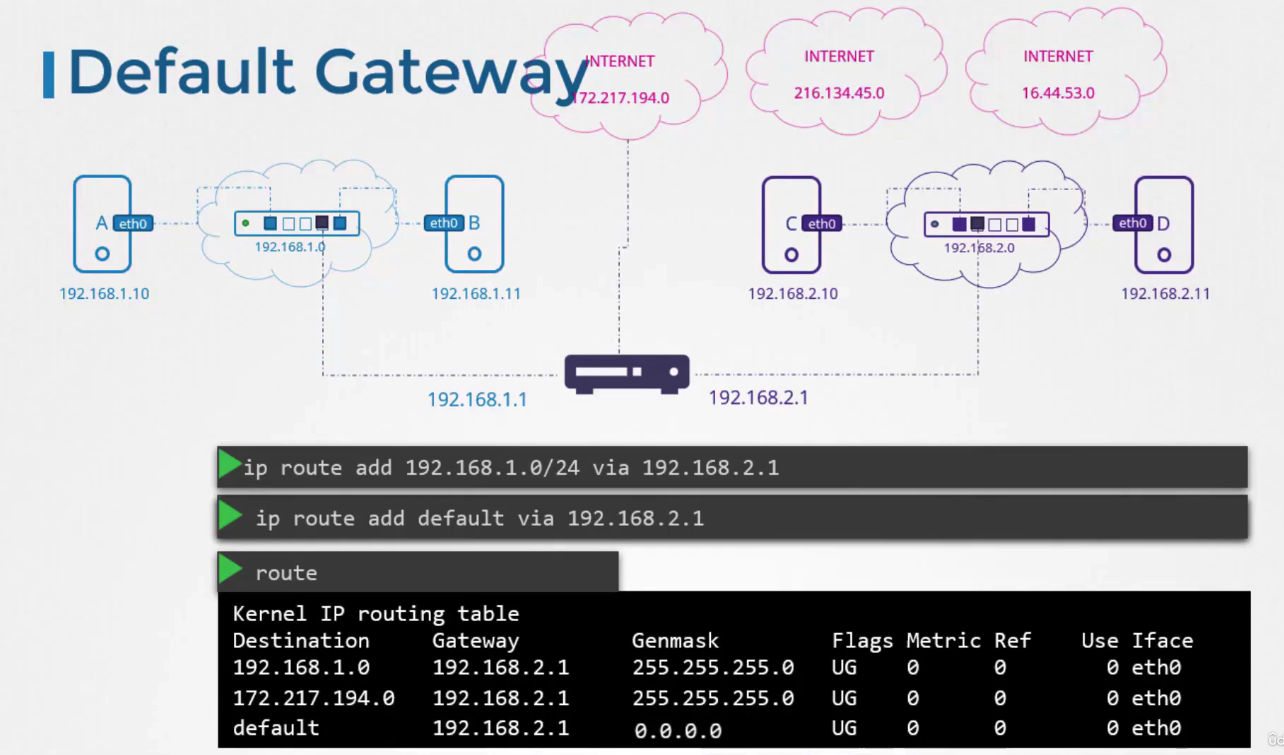 Default Gateway
INTERNET
172.217.194.0
INTERNET
216.134.45.0
INTERNET
16.44.53.0
A eth0
192.168.1.0
eth0 B
192.168.1.10
192.168.1.11
C eth0
192.168.2.0
eth0 D
192.168.2.10
192.168.2.11
192.168.1.1
192.168.2.1
ip route add 192.168.1.0/24 via 192.168.2.1
ip route add default via 192.168.2.1
route
Kernel IP routing table
Destination Gateway Genmask Flags Metric Ref Use Iface
192.168.1.0 192.168.2.1 255.255.255.0 UG 0 0 0 eth0
172.217.194.0 192.168.2.1 255.255.255.0 UG 0 0 0 eth0
default 192.168.2.1 0.0.0.0 UG 0 0 0 eth0